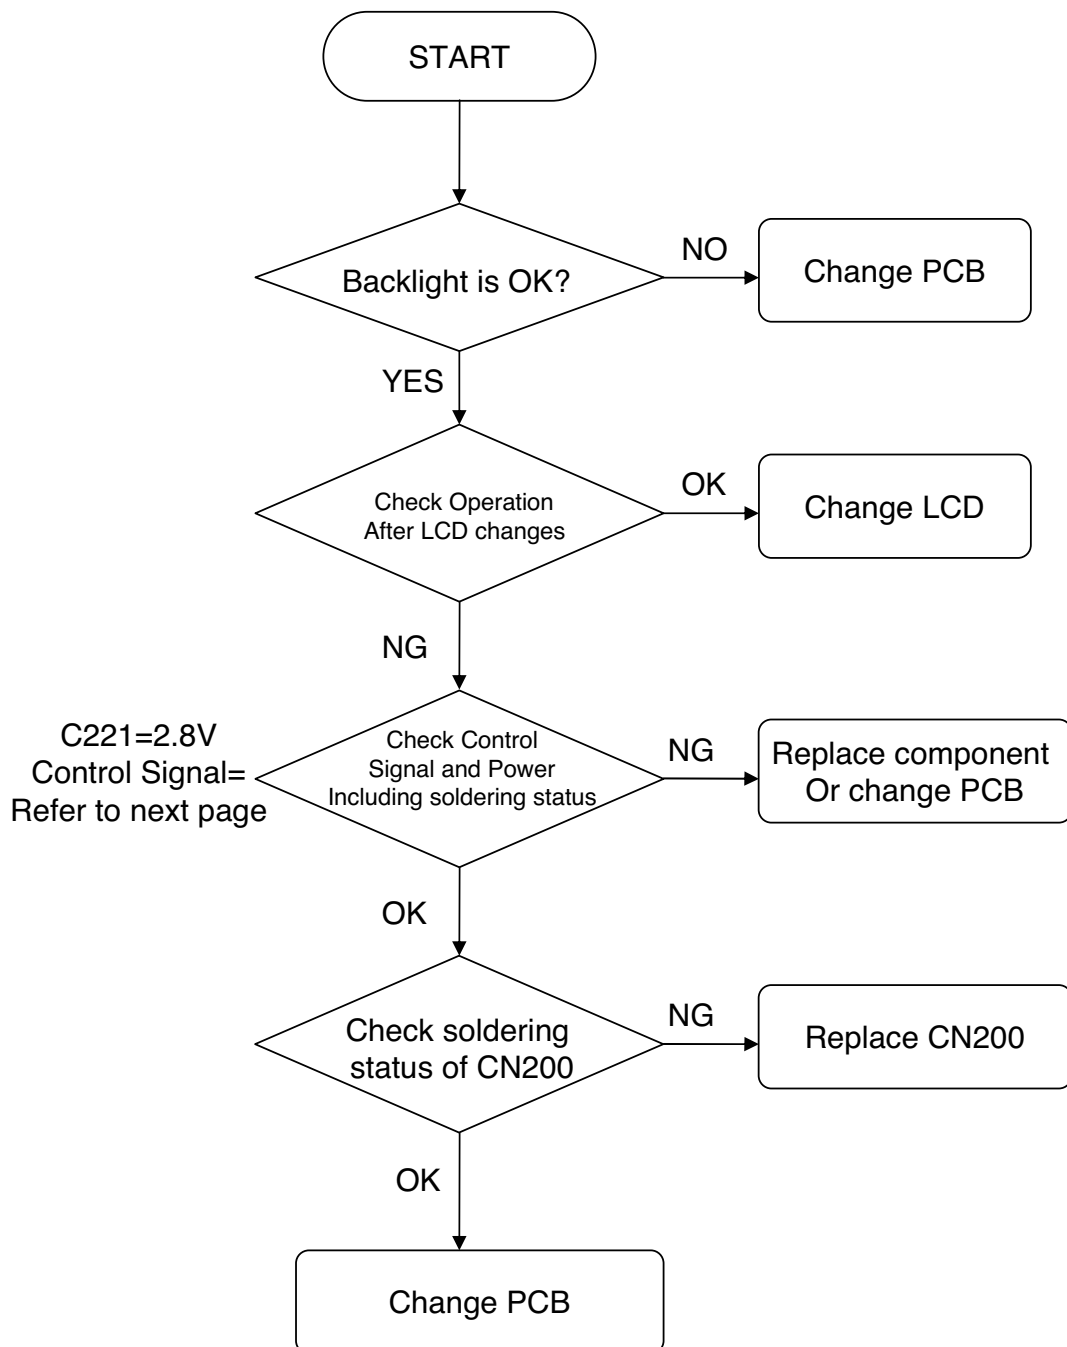 START
Backlight is OK?
NO
Change PCB
YES
Check Operation
After LCD changes
OK
Change LCD
NG
C221=2.8V
Control Signal=
Refer to next page
Check Control
Signal and Power
Including soldering status
NG
Replace component
Or change PCB
OK
Check soldering
status of CN200
NG
Replace CN200
OK
Change PCB